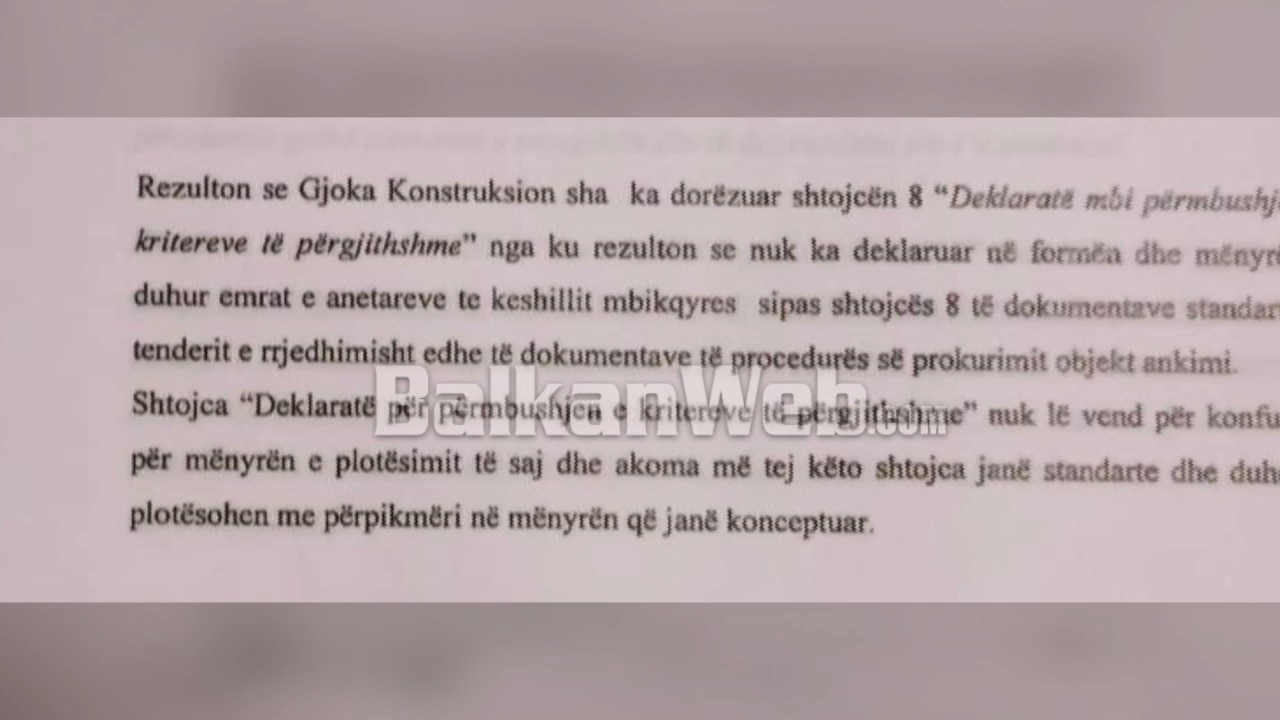 Rezulton se Gjoka Konstruksion sha ka dorëzuar shtojcën 8 “Deklaratë mbi përmbushj
kritereve të përgjithshme” nga ku rezulton se nuk ka deklaruar në formën dhe mënyr
duhur emrat e anetareve te keshillit mbikqyres sipas shtojcës 8 të dokumentave standar
tenderit e rrjedhimisht edhe të dokumentave të procedurës së prokurimit objekt ankimi.
Shtojca “Deklaratë për përmbushjen e kritereve të përgjithshme” nuk lë vend për konfu
për mënyrën e plotësimit të saj dhe akoma më tej këto shtojca janë standarte dhe duh
plotësohen me përpikmëri në mënyrën që janë konceptuar.
BalkanWeb.com